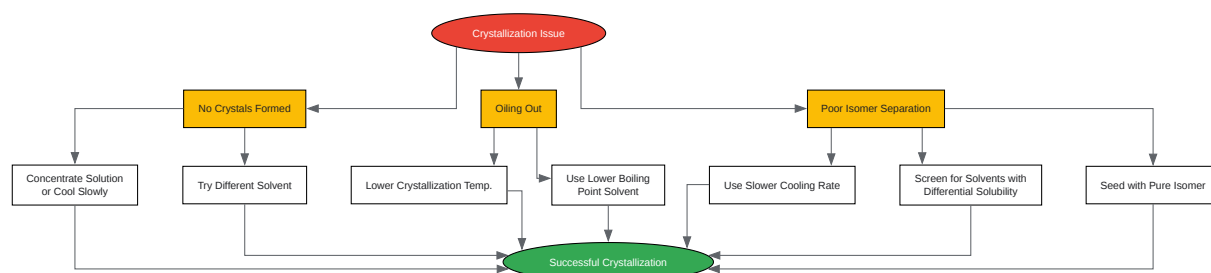 Crystallization Issue
No Crystals Formed
Oiling Out
Poor Isomer Separation
Concentrate Solution
or Cool Slowly
Try Different Solvent
Lower Crystallization Temp.
Use Lower Boiling
Point Solvent
Use Slower Cooling Rate
Screen for Solvents with
Differential Solubility
Seed with Pure Isomer
Successful Crystallization